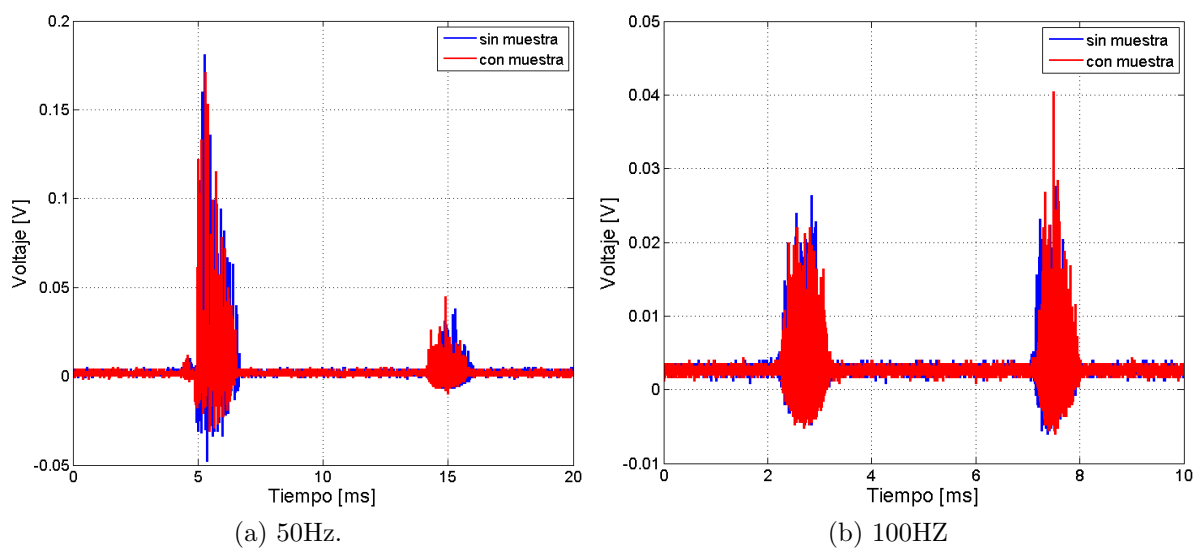 0.2
0.15
0.1
0.05
0
-0.05
Voltaje [V]
0
5
10
15
20
Tiempo [ms]
sin muestra
con muestra
(a) 50Hz.
0.05
0.04
0.03
0.02
0.01
0
-0.01
Voltaje [V]
0
2
4
6
8
10
Tiempo [ms]
sin muestra
con muestra
(b) 100HZ